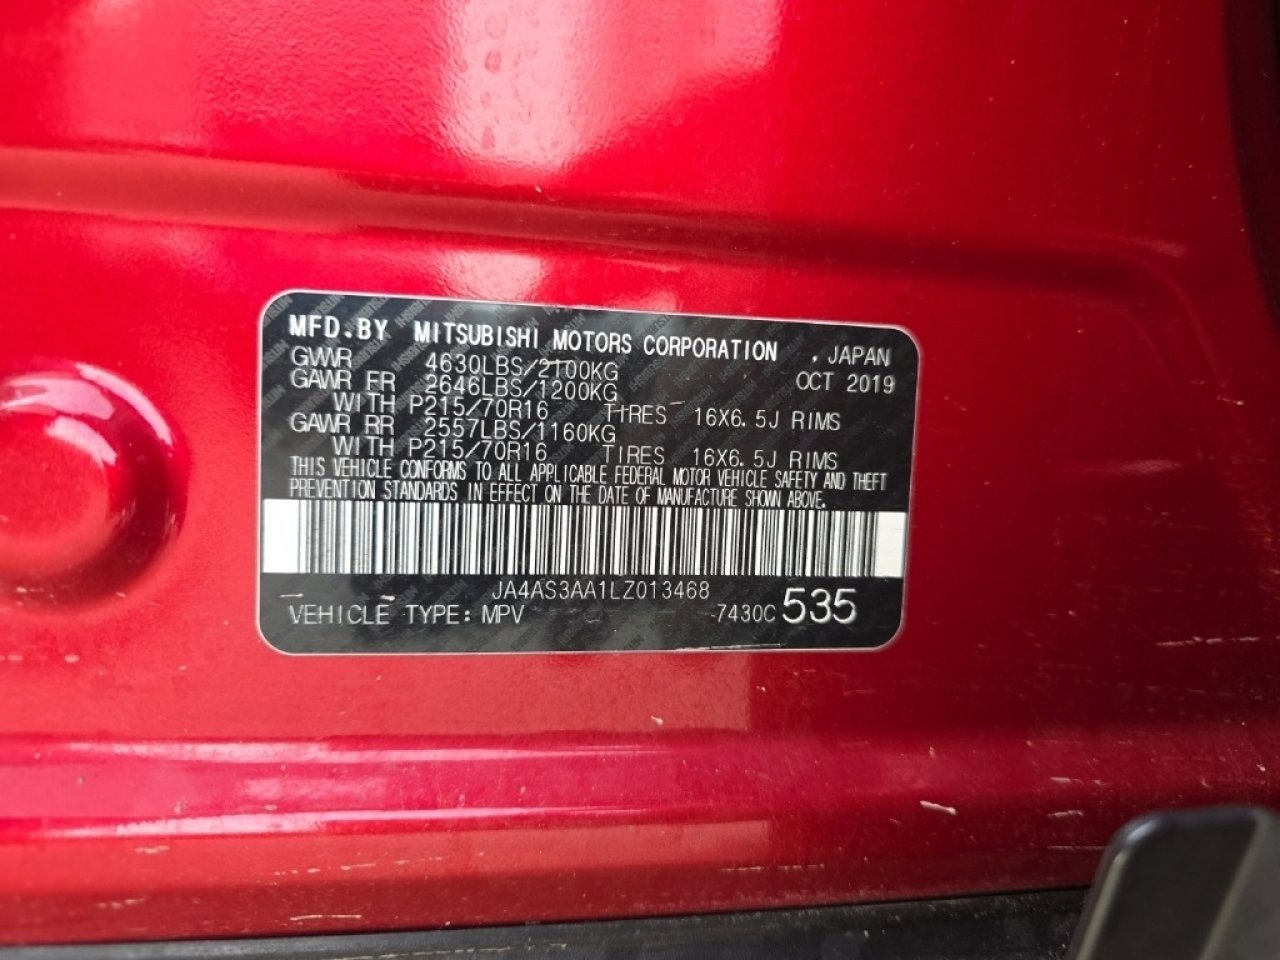 MFD.BY MITSUBISHI MOTORS CORPORATION , JAPAN
GVWR 4630LBS/2100KG OCT 2019
GAWR FR 2646LBS/1200KG
WITH P215/70R16 TIRES 16X6.5J RIMS
GAWR RR 2557LBS/1160KG
WITH P215/70R16 TIRES 16X6.5J RIMS
THIS VEHICLE CONFORMS TO ALL APPLICABLE FEDERAL MOTOR VEHICLE SAFETY AND THEFT
PREVENTION STANDARDS IN EFFECT ON THE DATE OF MANUFACTURE SHOWN ABOVE.
JA4AS3AA1LZ013468
VEHICLE TYPE: MPV 7430C 535